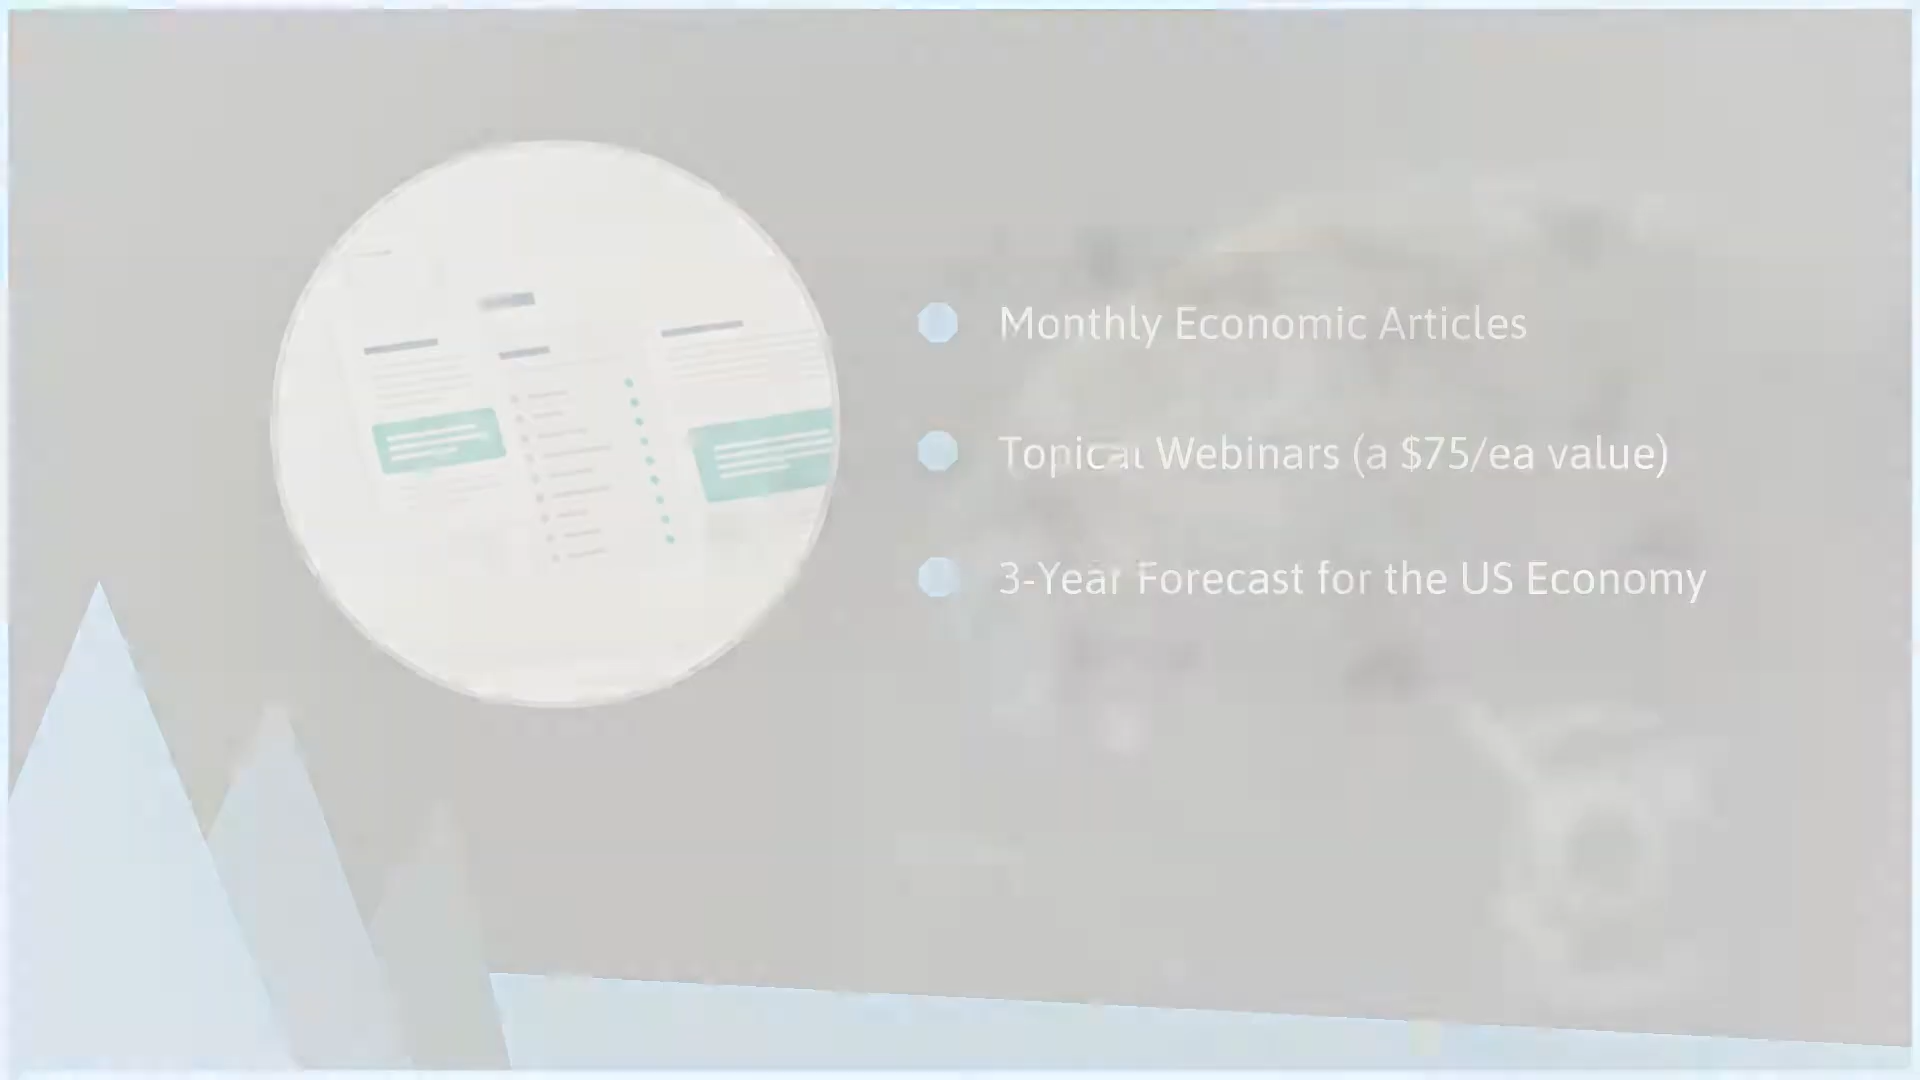 Monthly Economic Articles
Topical Webinars (a $75/ea value)
3-Year Forecast for the US Economy